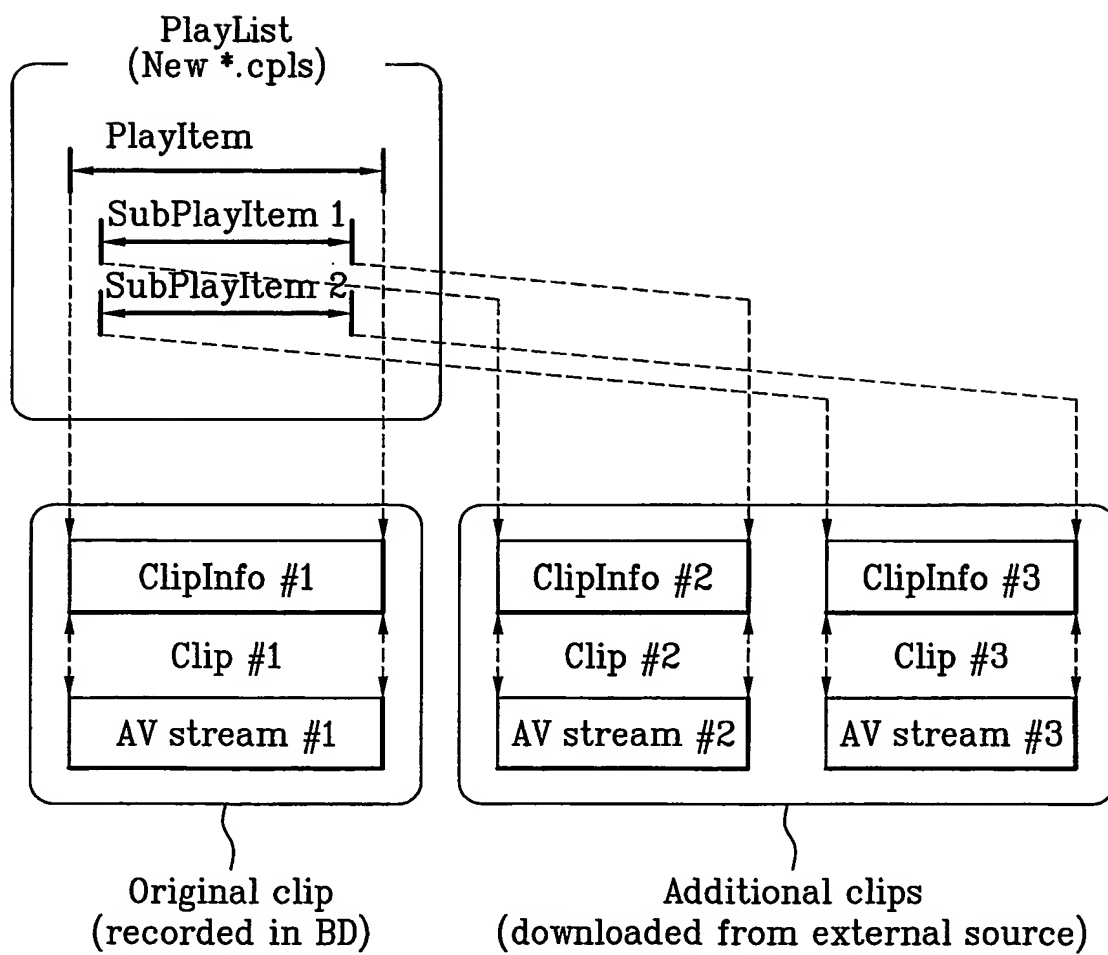 PlayList
(New *.cpls)
PlayItem
SubPlayItem 1
SubPlayItem 2
ClipInfo #1
Clip #1
AV stream #1
ClipInfo #2
Clip #2
AV stream #2
ClipInfo #3
Clip #3
AV stream #3
Original clip
(recorded in BD)
Additional clips
(downloaded from external source)